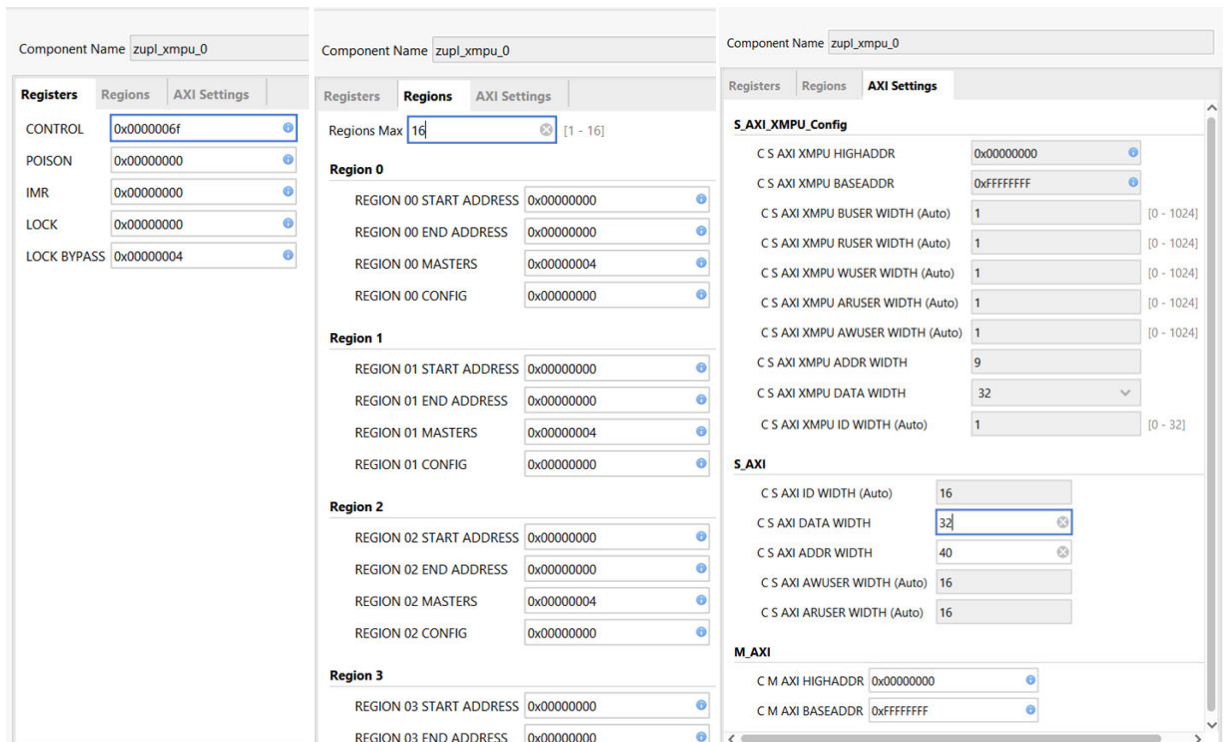 Component Name zupl_xmpu_0
Registers Regions AXI Settings
CONTROL 0x0000006f
POISON 0x00000000
IMR 0x00000000
LOCK 0x00000000
LOCK BYPASS 0x00000004
Component Name zupl_xmpu_0
Registers Regions AXI Settings
Regions Max 16 [1 - 16]
Region 0
REGION 00 START ADDRESS 0x00000000
REGION 00 END ADDRESS 0x00000000
REGION 00 MASTERS 0x00000004
REGION 00 CONFIG 0x00000000
Region 1
REGION 01 START ADDRESS 0x00000000
REGION 01 END ADDRESS 0x00000000
REGION 01 MASTERS 0x00000004
REGION 01 CONFIG 0x00000000
Region 2
REGION 02 START ADDRESS 0x00000000
REGION 02 END ADDRESS 0x00000000
REGION 02 MASTERS 0x00000004
REGION 02 CONFIG 0x00000000
Region 3
REGION 03 START ADDRESS 0x00000000
REGION 03 END ADDRESS 0x00000000
Component Name zupl_xmpu_0
Registers Regions AXI Settings
S_AXI_XMPU_Config
C S AXI XMPU HIGHADDR 0x00000000
C S AXI XMPU BASEADDR 0xFFFFFFFF
C S AXI XMPU BUSER WIDTH (Auto) 1 [0 - 1024]
C S AXI XMPU RUSER WIDTH (Auto) 1 [0 - 1024]
C S AXI XMPU WUSER WIDTH (Auto) 1 [0 - 1024]
C S AXI XMPU ARUSER WIDTH (Auto) 1 [0 - 1024]
C S AXI XMPU AWUSER WIDTH (Auto) 1 [0 - 1024]
C S AXI XMPU ADDR WIDTH 9
C S AXI XMPU DATA WIDTH 32
C S AXI XMPU ID WIDTH (Auto) 1 [0 - 32]
S_AXI
C S AXI ID WIDTH (Auto) 16
C S AXI DATA WIDTH 32
C S AXI ADDR WIDTH 40
C S AXI AWUSER WIDTH (Auto) 16
C S AXI ARUSER WIDTH (Auto) 16
M_AXI
C M AXI HIGHADDR 0x00000000
C M AXI BASEADDR 0xFFFFFFFF